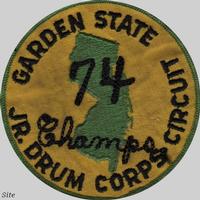 GARDEN STATE
74
Champs
JR. DRUM CORPS CIRCUIT
Site